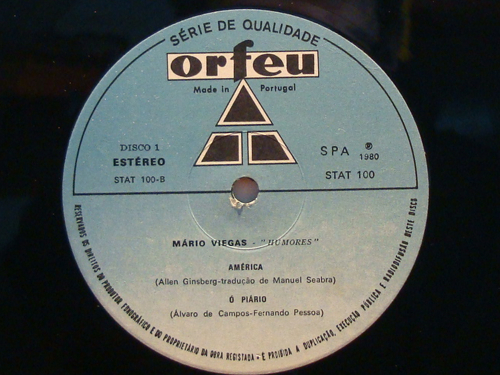 SÉRIE DE QUALIDADE
orfeu
Made in Portugal
DISCO 1
ESTÉREO
STAT 100-B
SPA ℗ 1980
STAT 100
MÁRIO VIEGAS - "HUMORES"
AMÉRICA
(Allen Ginsberg-tradução de Manuel Seabra)
Ó PIÁRIO
(Álvaro de Campos-Fernando Pessoa)
RESERVADOS OS DIREITOS DO PRODUTOR FONOGRÁFICO E DO PROPRIETÁRIO DA OBRA REGISTADA - É PROIBIDA A DUPLICAÇÃO, EXECUÇÃO PÚBLICA E RADIODIFUSÃO DESTE DISCO